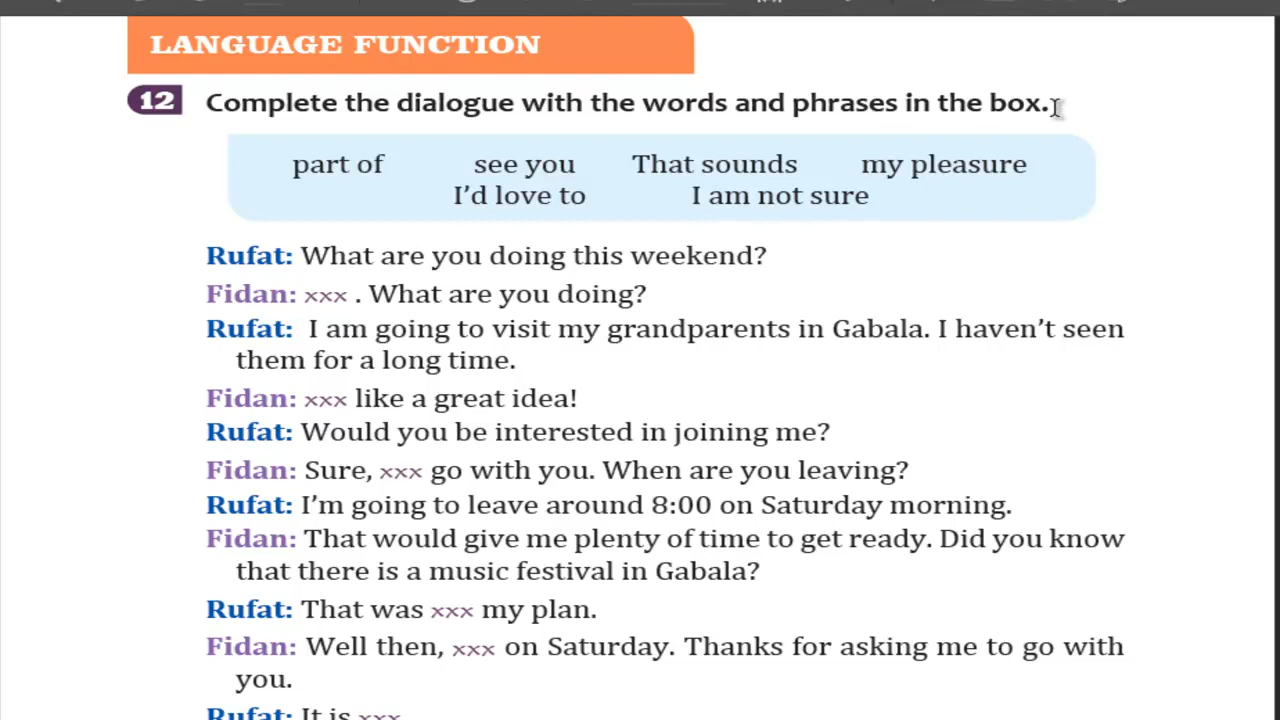 LANGUAGE FUNCTION
12 Complete the dialogue with the words and phrases in the box.
part of see you That sounds my pleasure
I'd love to I am not sure
Rufat: What are you doing this weekend?
Fidan: xxx . What are you doing?
Rufat: I am going to visit my grandparents in Gabala. I haven't seen
them for a long time.
Fidan: xxx like a great idea!
Rufat: Would you be interested in joining me?
Fidan: Sure, xxx go with you. When are you leaving?
Rufat: I'm going to leave around 8:00 on Saturday morning.
Fidan: That would give me plenty of time to get ready. Did you know
that there is a music festival in Gabala?
Rufat: That was xxx my plan.
Fidan: Well then, xxx on Saturday. Thanks for asking me to go with
you.
Rufat: It is xxx